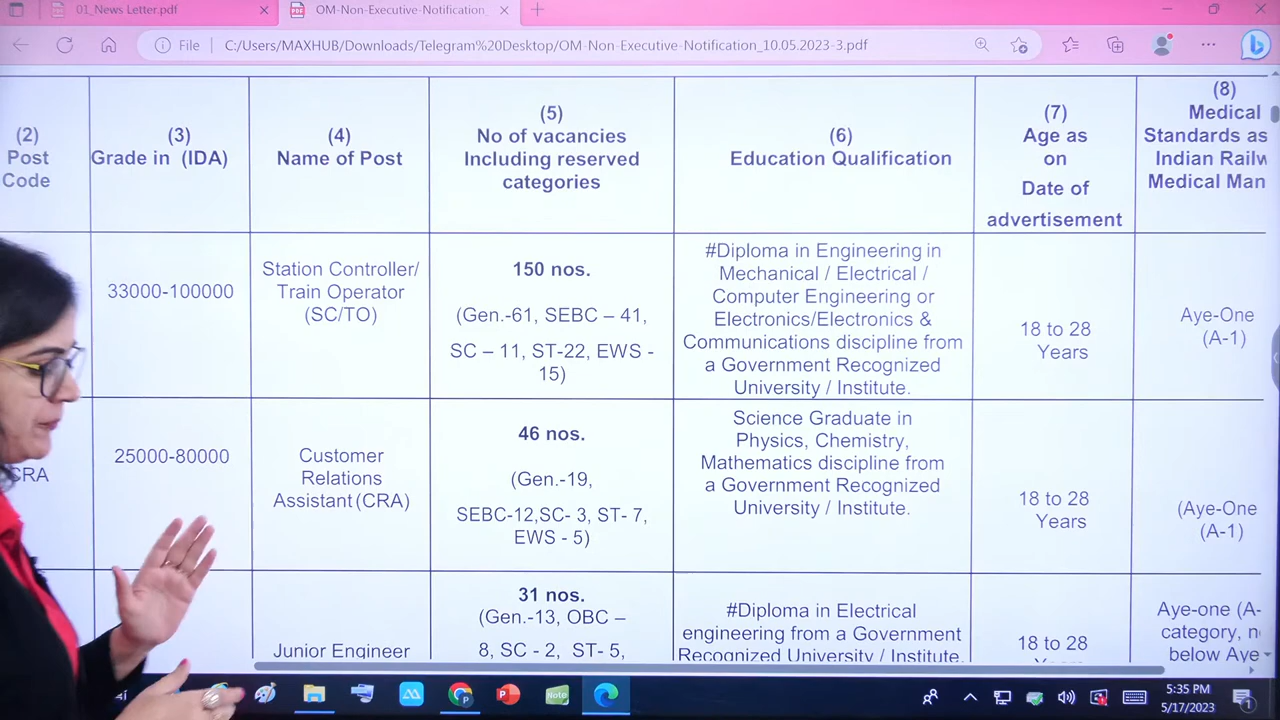 01_News Letter.pdf
OM-Non-Executive-Notification_
File
C:/Users/MAXHUB/Downloads/Telegram%20Desktop/OM-Non-Executive-Notification_10.05.2023-3.pdf
(2)
Post
Code
(3)
Grade in (IDA)
(4)
Name of Post
(5)
No of vacancies
Including reserved
categories
(6)
Education Qualification
(7)
Age as
on
Date of
advertisement
(8)
Medical
Standards as
Indian Railw
Medical Man
33000-100000
Station Controller/
Train Operator
(SC/TO)
150 nos.
(Gen.-61, SEBC – 41,
SC – 11, ST-22, EWS -
15)
#Diploma in Engineering in
Mechanical / Electrical /
Computer Engineering or
Electronics/Electronics &
Communications discipline from
a Government Recognized
University / Institute.
18 to 28
Years
Aye-One
(A-1)
CRA
25000-80000
Customer
Relations
Assistant (CRA)
46 nos.
(Gen.-19,
SEBC-12,SC- 3, ST- 7,
EWS - 5)
Science Graduate in
Physics, Chemistry,
Mathematics discipline from
a Government Recognized
University / Institute.
18 to 28
Years
(Aye-One
(A-1)
Junior Engineer
31 nos.
(Gen.-13, OBC –
8, SC - 2, ST- 5,
#Diploma in Electrical
engineering from a Government
Recognized University / Institute.
18 to 28
Years
Aye-one (A-
category, n
below Aye
Note
5:35 PM
5/17/2023